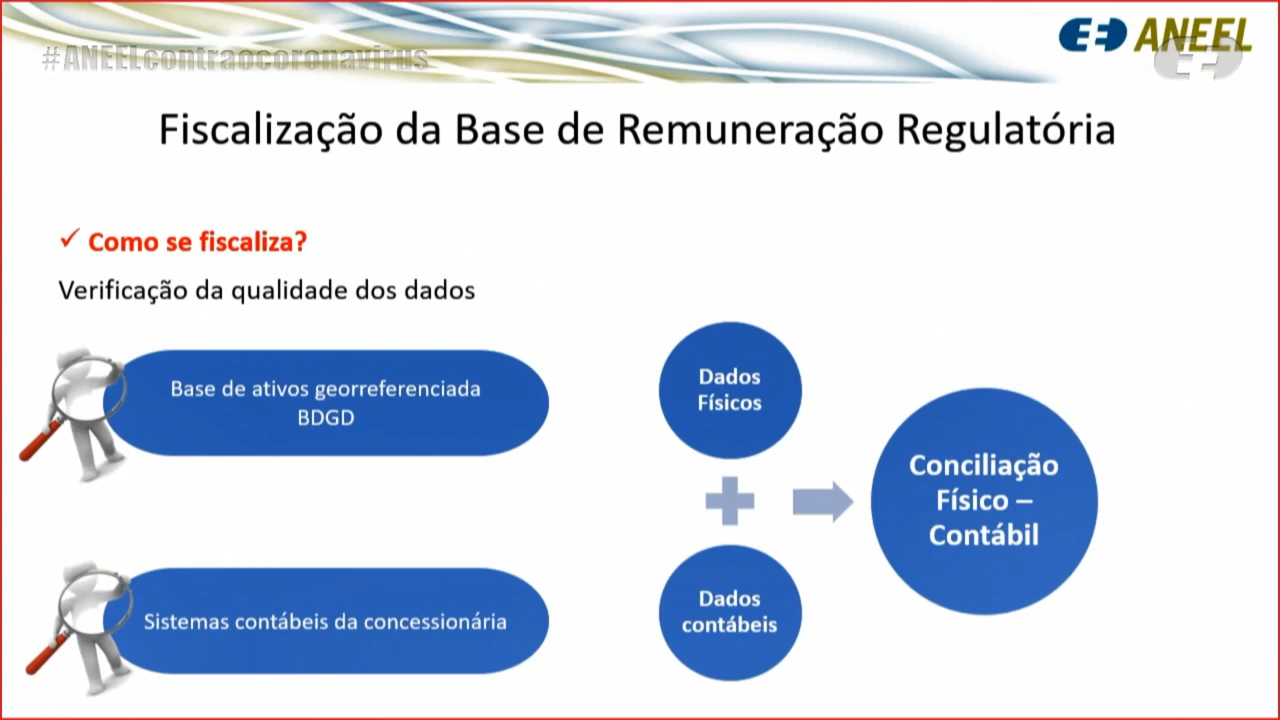 #ANEELcontraocoronavirus
ANEEL
Fiscalização da Base de Remuneração Regulatória
✓ Como se fiscaliza?
Verificação da qualidade dos dados
Base de ativos georreferenciada
BDGD
Sistemas contábeis da concessionária
Dados
Físicos
Dados
contábeis
Conciliação
Físico –
Contábil